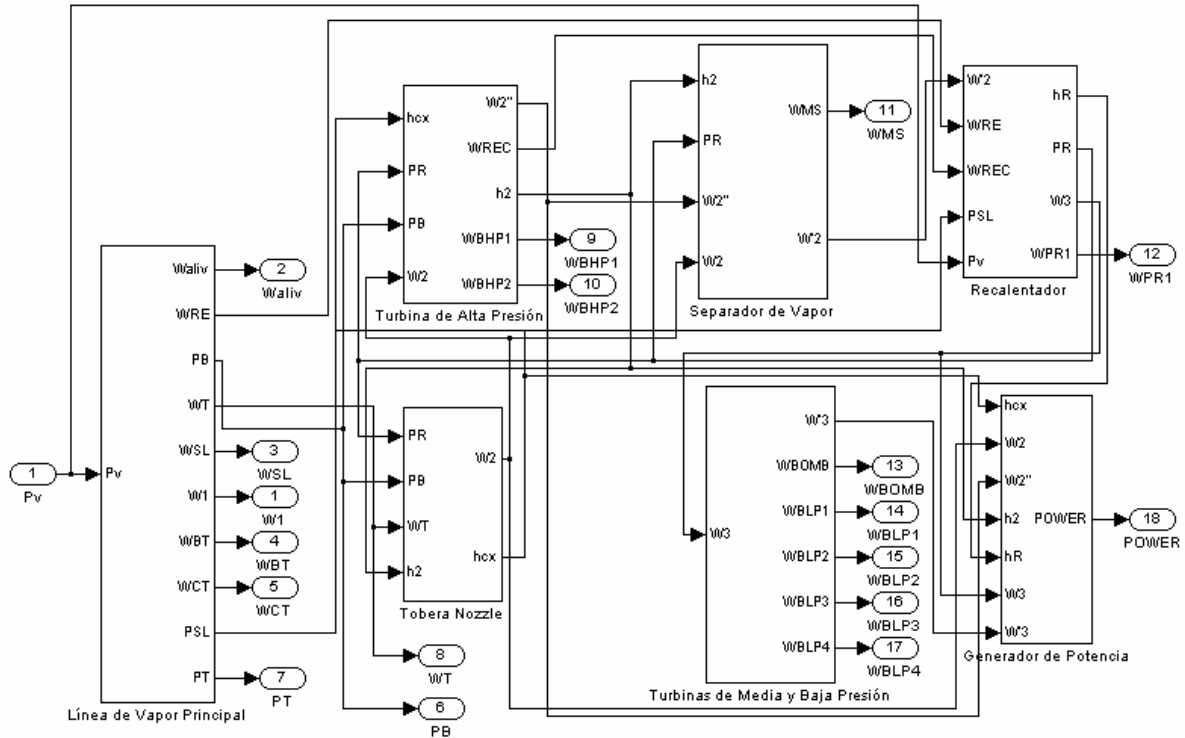 1
Pv
Pv
Waliv
WRE
PB
WT
WSL
W1
WBT
WCT
PSL
PT
Línea de Vapor Principal
2
Waliv
3
WSL
1
W1
4
WBT
5
WCT
7
PT
hcx
PR
PB
W2
W2"
WREC
h2
WBHP1
WBHP2
Turbina de Alta Presión
9
WBHP1
10
WBHP2
PR
PB
WT
h2
W2
hcx
Tobera Nozzle
8
WT
6
PB
h2
PR
W2"
W2
WMS
W'2
Separador de Vapor
11
WMS
W'2
WRE
WREC
PSL
Pv
hR
PR
W3
WPR1
Recalentador
12
WPR1
W3
W'3
WBOMB
WBLP1
WBLP2
WBLP3
WBLP4
Turbinas de Media y Baja Presión
13
WBOMB
14
WBLP1
15
WBLP2
16
WBLP3
17
WBLP4
hcx
W2
W2"
h2
hR
W3
W'3
POWER
Generador de Potencia
18
POWER